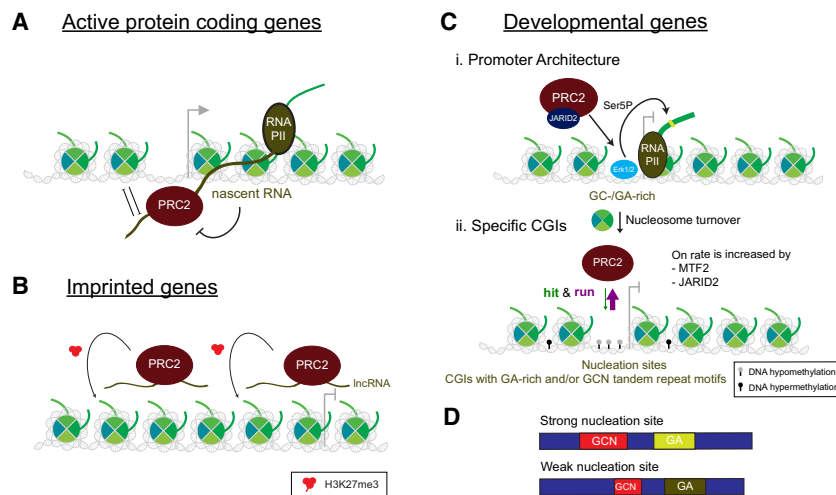 A
Active protein coding genes
RNA
PII
PRC2
nascent RNA
B
Imprinted genes
PRC2
PRC2
lncRNA
H3K27me3
C
Developmental genes
i. Promoter Architecture
PRC2
JARID2
Ser5P
RNA
PII
Erk1/2
GC-/GA-rich
Nucleosome turnover
ii. Specific CGIs
PRC2
On rate is increased by
- MTF2
- JARID2
hit & run
Nucleation sites
CGIs with GA-rich and/or GCN tandem repeat motifs
DNA hypomethylation
DNA hypermethylation
D
Strong nucleation site
GCN
GA
Weak nucleation site
GCN
GA